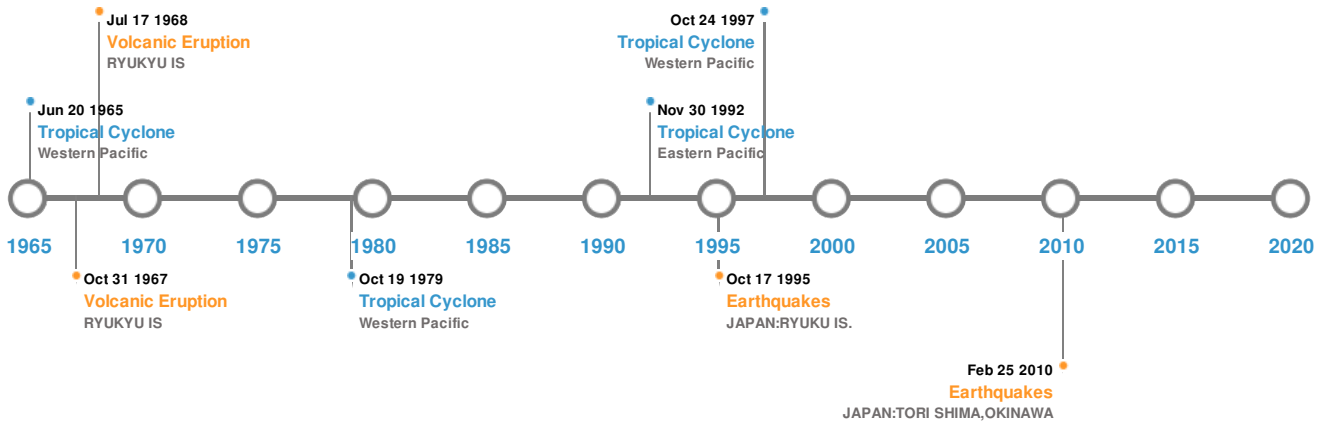 Jul 17 1968
Volcanic Eruption
RYUKYU IS
Oct 24 1997
Tropical Cyclone
Western Pacific
Jun 20 1965
Tropical Cyclone
Western Pacific
Nov 30 1992
Tropical Cyclone
Eastern Pacific
1965 1970 1975 1980 1985 1990 1995 2000 2005 2010 2015 2020
Oct 31 1967
Volcanic Eruption
RYUKYU IS
Oct 19 1979
Tropical Cyclone
Western Pacific
Oct 17 1995
Earthquakes
JAPAN:RYUKU IS.
Feb 25 2010
Earthquakes
JAPAN:TORI SHIMA,OKINAWA